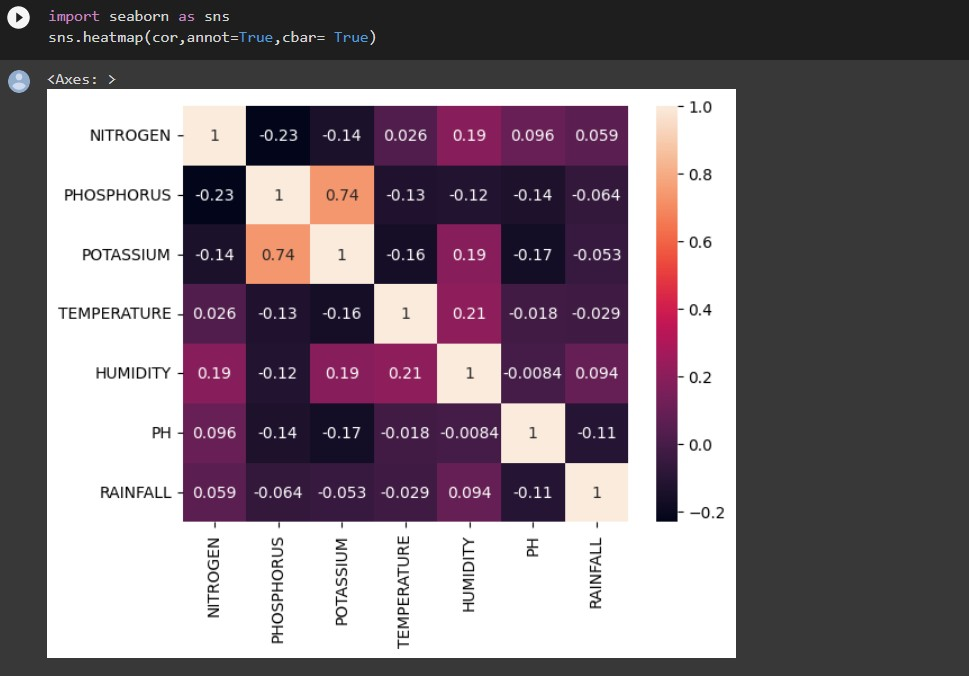 import seaborn as sns
sns.heatmap(cor,annot=True,cbar= True)
<Axes: >
NITROGEN 1 -0.23 -0.14 0.026 0.19 0.096 0.059
PHOSPHORUS -0.23 1 0.74 -0.13 -0.12 -0.14 -0.064
POTASSIUM -0.14 0.74 1 -0.16 0.19 -0.17 -0.053
TEMPERATURE 0.026 -0.13 -0.16 1 0.21 -0.018 -0.029
HUMIDITY 0.19 -0.12 0.19 0.21 1 -0.0084 0.094
PH 0.096 -0.14 -0.17 -0.018 -0.0084 1 -0.11
RAINFALL 0.059 -0.064 -0.053 -0.029 0.094 -0.11 1
NITROGEN
PHOSPHORUS
POTASSIUM
TEMPERATURE
HUMIDITY
PH
RAINFALL
1.0
0.8
0.6
0.4
0.2
0.0
−0.2